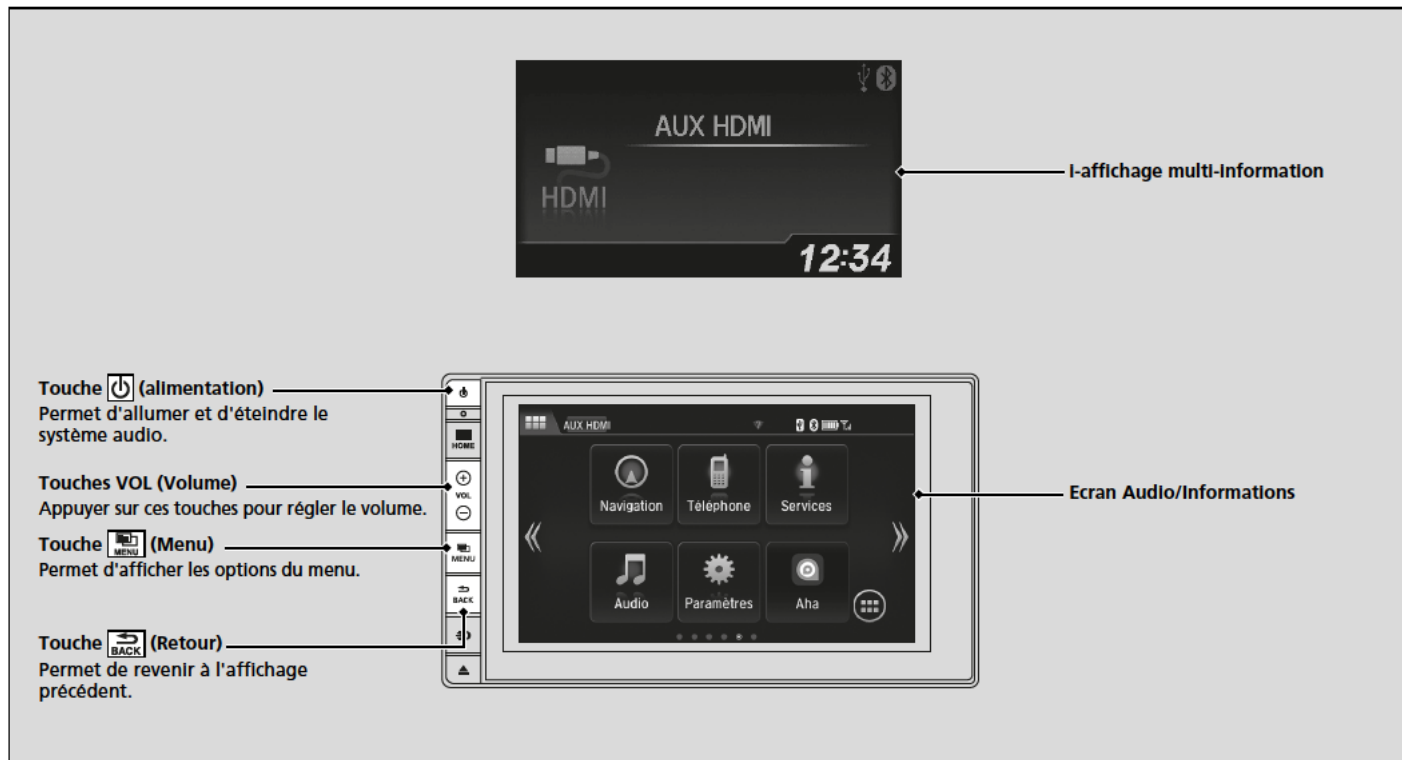 AUX HDMI
HDMI
12:34
I-affichage multi-information
Touche (alimentation)
Permet d'allumer et d'éteindre le
système audio.
Touches VOL (Volume)
Appuyer sur ces touches pour régler le volume.
Touche MENU (Menu)
Permet d'afficher les options du menu.
Touche BACK (Retour)
Permet de revenir à l'affichage
précédent.
HOME
VOL
MENU
BACK
AUX HDMI
Navigation Téléphone Services
Audio Paramètres Aha
Ecran Audio/Informations